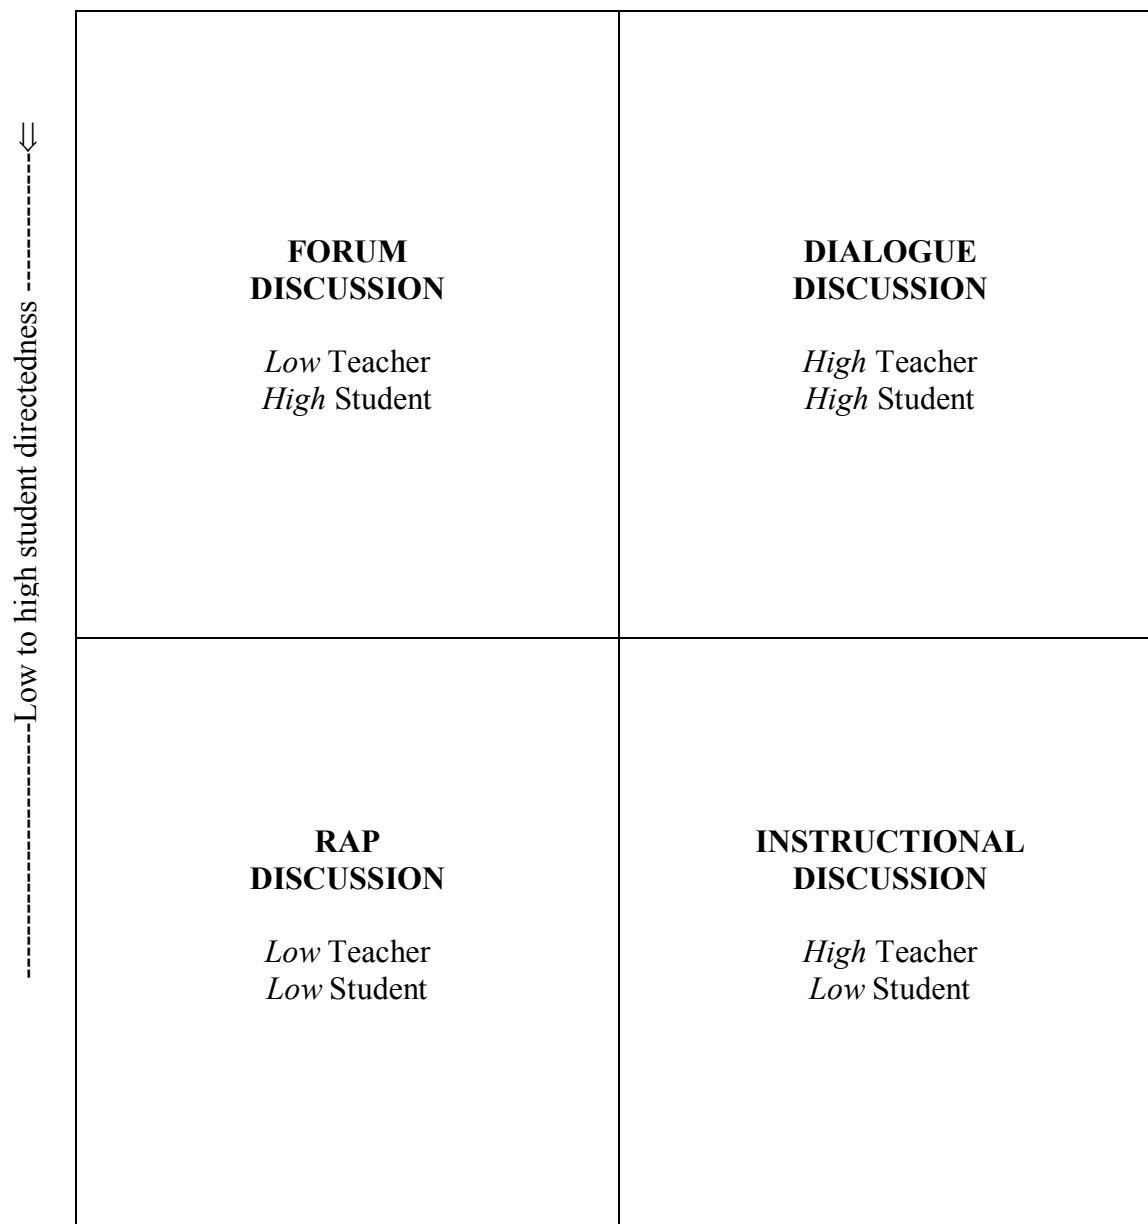 -------------------------------Low to high student directedness ----------------⇒
FORUM
DISCUSSION
Low Teacher
High Student
DIALOGUE
DISCUSSION
High Teacher
High Student
RAP
DISCUSSION
Low Teacher
Low Student
INSTRUCTIONAL
DISCUSSION
High Teacher
Low Student